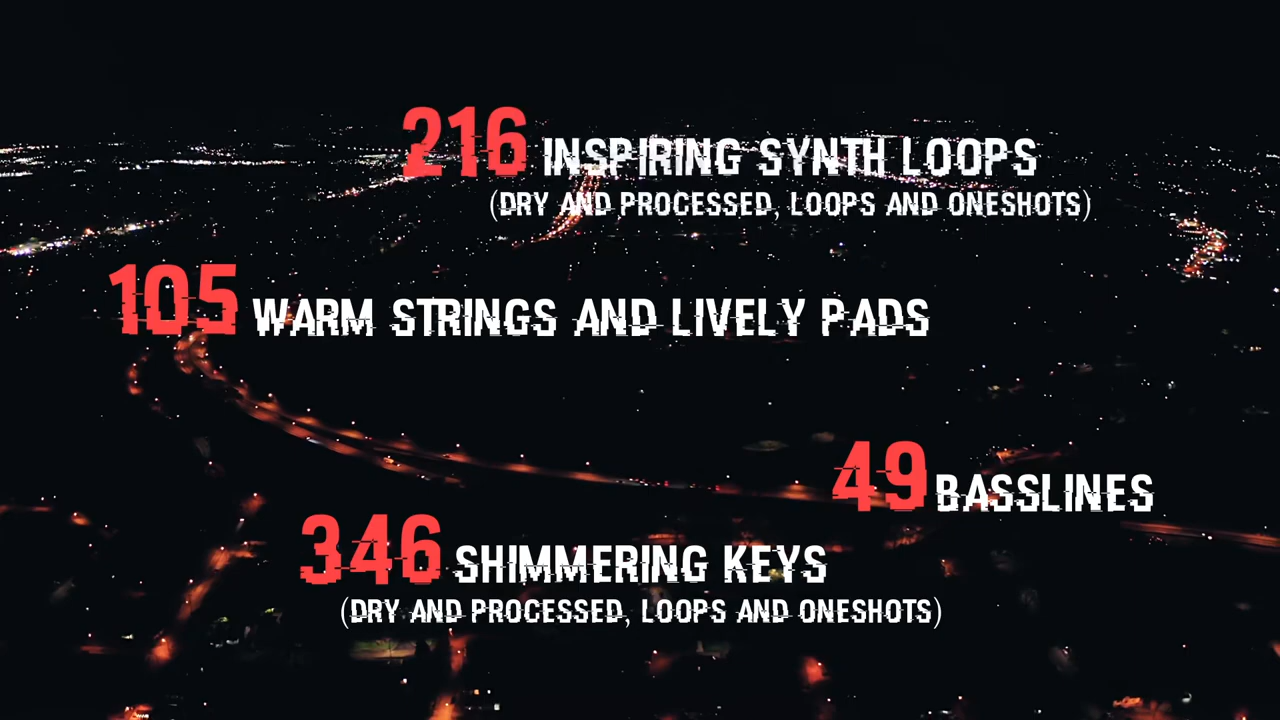 216 INSPIRING SYNTH LOOPS
(DRY AND PROCESSED, LOOPS AND ONESHOTS)
105 WARM STRINGS AND LIVELY PADS
49 BASSLINES
346 SHIMMERING KEYS
(DRY AND PROCESSED, LOOPS AND ONESHOTS)